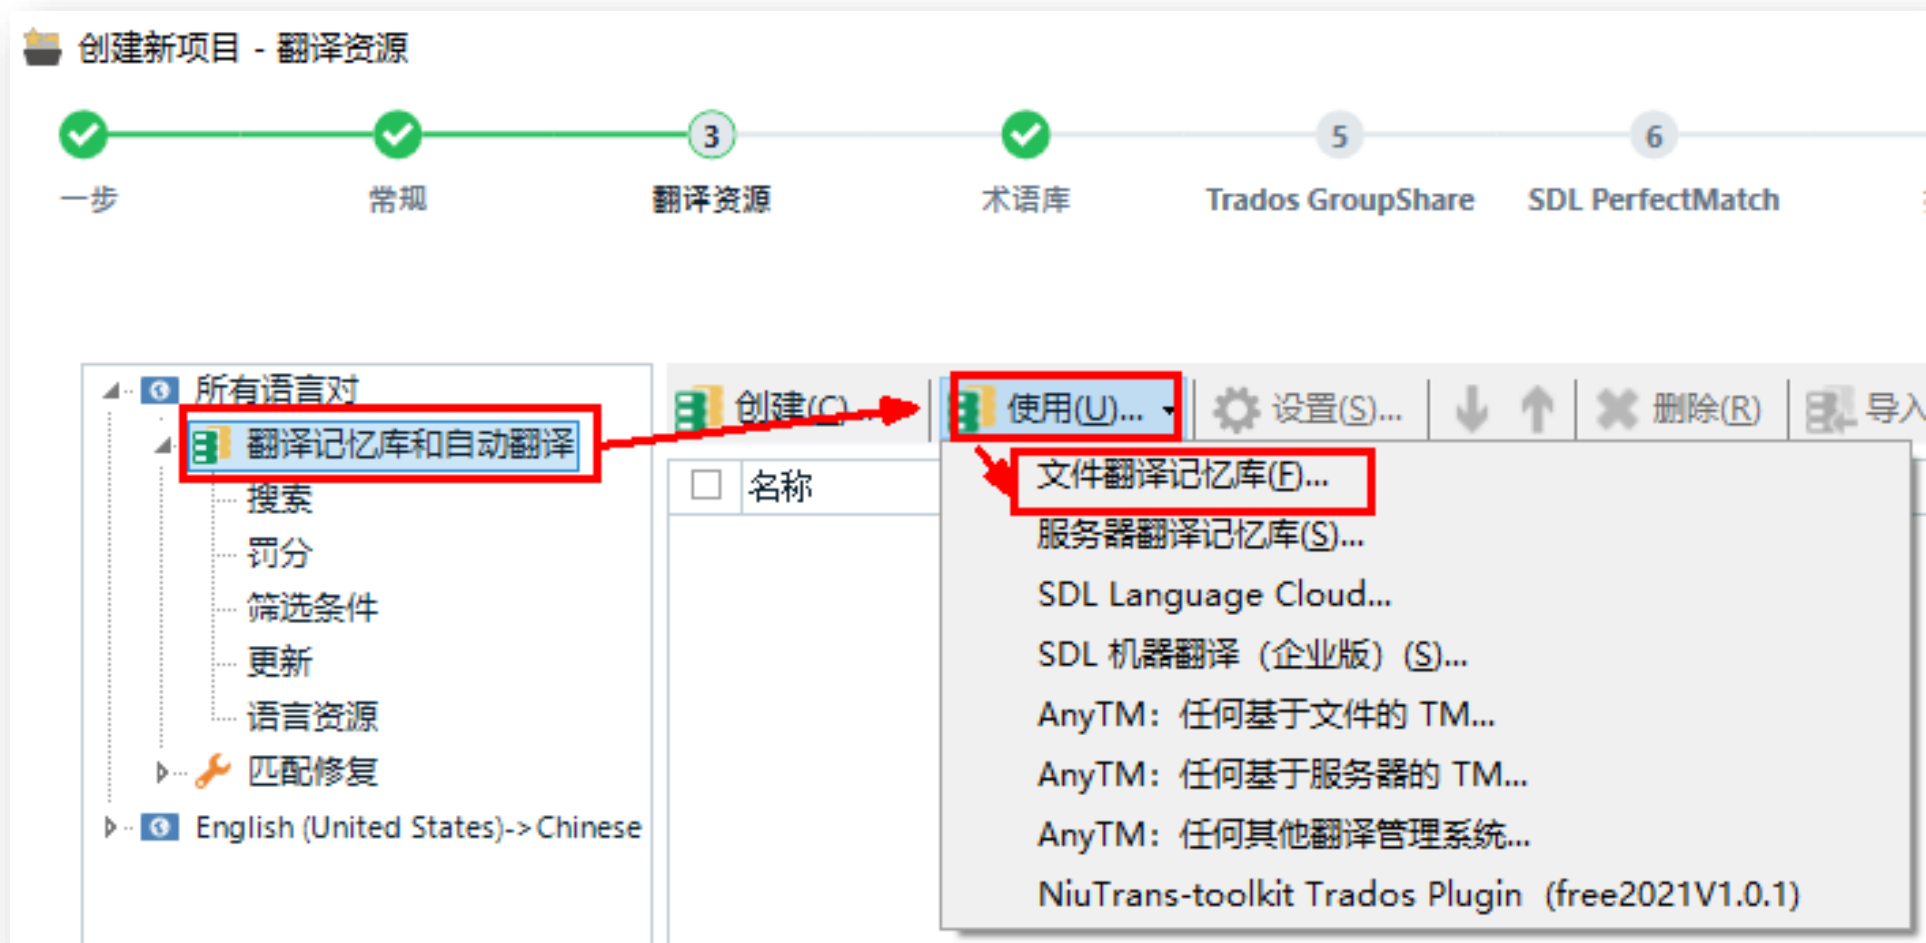 创建新项目 - 翻译资源
3 5 6
一步 常规 翻译资源 术语库 Trados GroupShare SDL PerfectMatch
所有语言对
翻译记忆库和自动翻译
搜索
罚分
筛选条件
更新
语言资源
匹配修复
English (United States)->Chinese
创建(C)... 使用(U)... 设置(S)... 删除(R) 导入
名称
文件翻译记忆库(F)...
服务器翻译记忆库(S)...
SDL Language Cloud...
SDL 机器翻译（企业版）(S)...
AnyTM：任何基于文件的 TM...
AnyTM：任何基于服务器的 TM...
AnyTM：任何其他翻译管理系统...
NiuTrans-toolkit Trados Plugin (free2021V1.0.1)